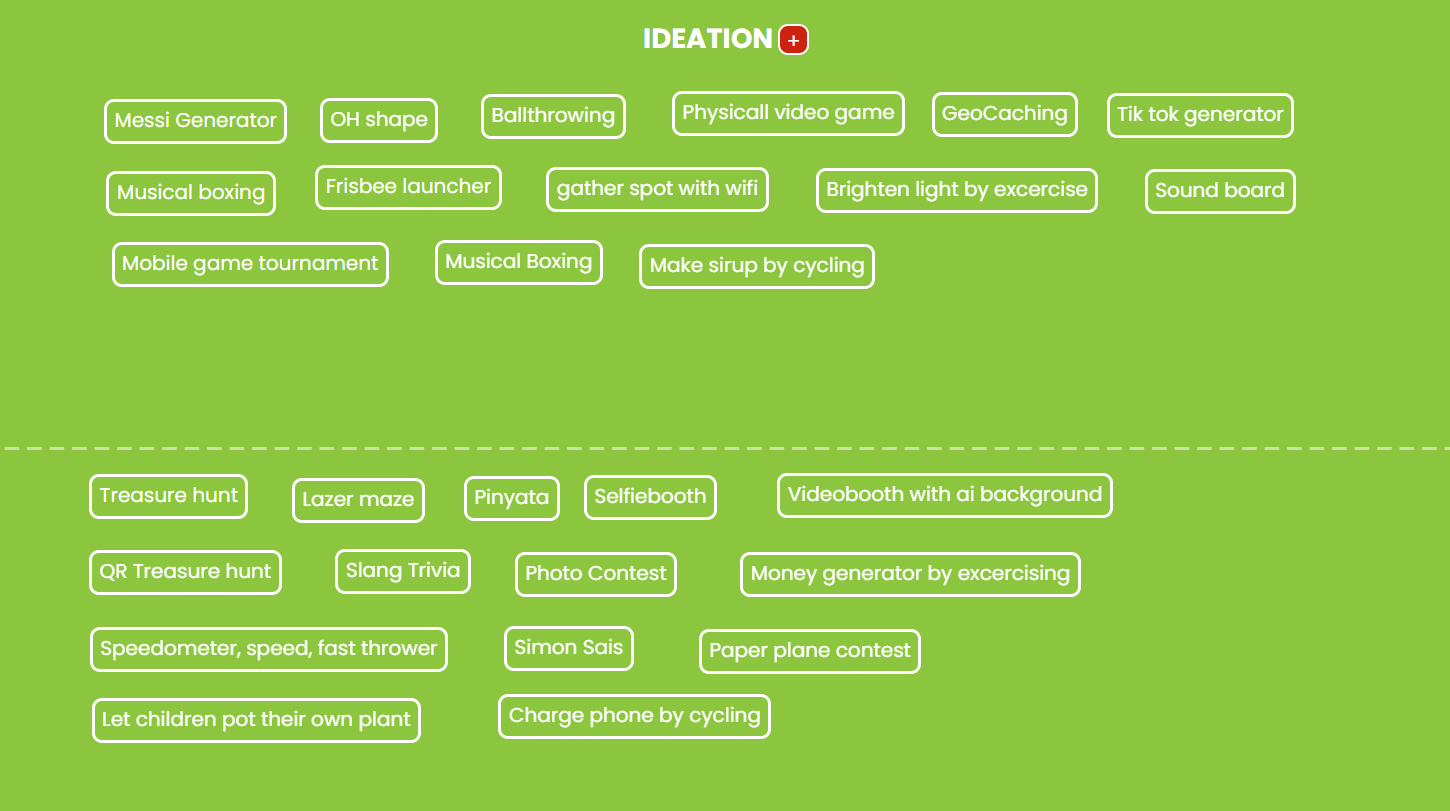 IDEATION +
Messi Generator OH shape Ballthrowing Physicall video game GeoCaching Tik tok generator
Musical boxing Frisbee launcher gather spot with wifi Brighten light by excercise Sound board
Mobile game tournament Musical Boxing Make sirup by cycling
Treasure hunt Lazer maze Pinyata Selfiebooth Videobooth with ai background
QR Treasure hunt Slang Trivia Photo Contest Money generator by excercising
Speedometer, speed, fast thrower Simon Sais Paper plane contest
Let children pot their own plant Charge phone by cycling